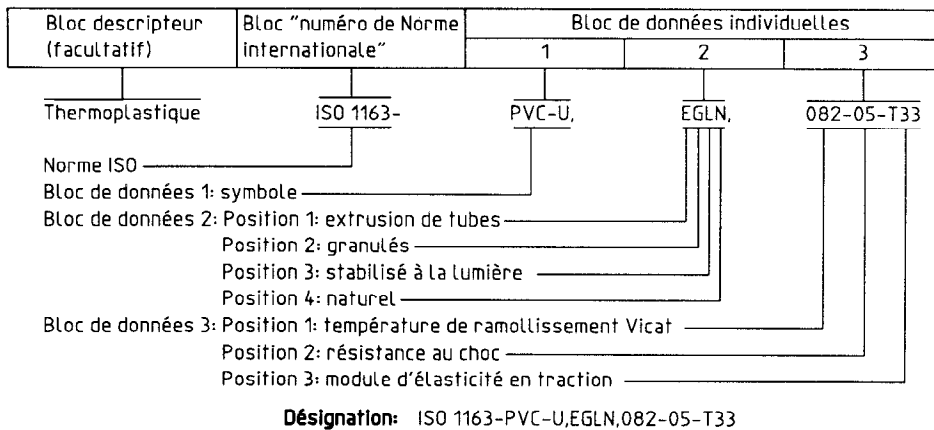 Bloc descripteur (facultatif)
Bloc "numéro de Norme internationale"
Bloc de données individuelles
1
2
3
Thermoplastique
ISO 1163-
PVC-U,
EGLN,
082-05-T33
Norme ISO
Bloc de données 1: symbole
Bloc de données 2: Position 1: extrusion de tubes
Position 2: granulés
Position 3: stabilisé à la lumière
Position 4: naturel
Bloc de données 3: Position 1: température de ramollissement Vicat
Position 2: résistance au choc
Position 3: module d'élasticité en traction
Désignation: ISO 1163-PVC-U,EGLN,082-05-T33